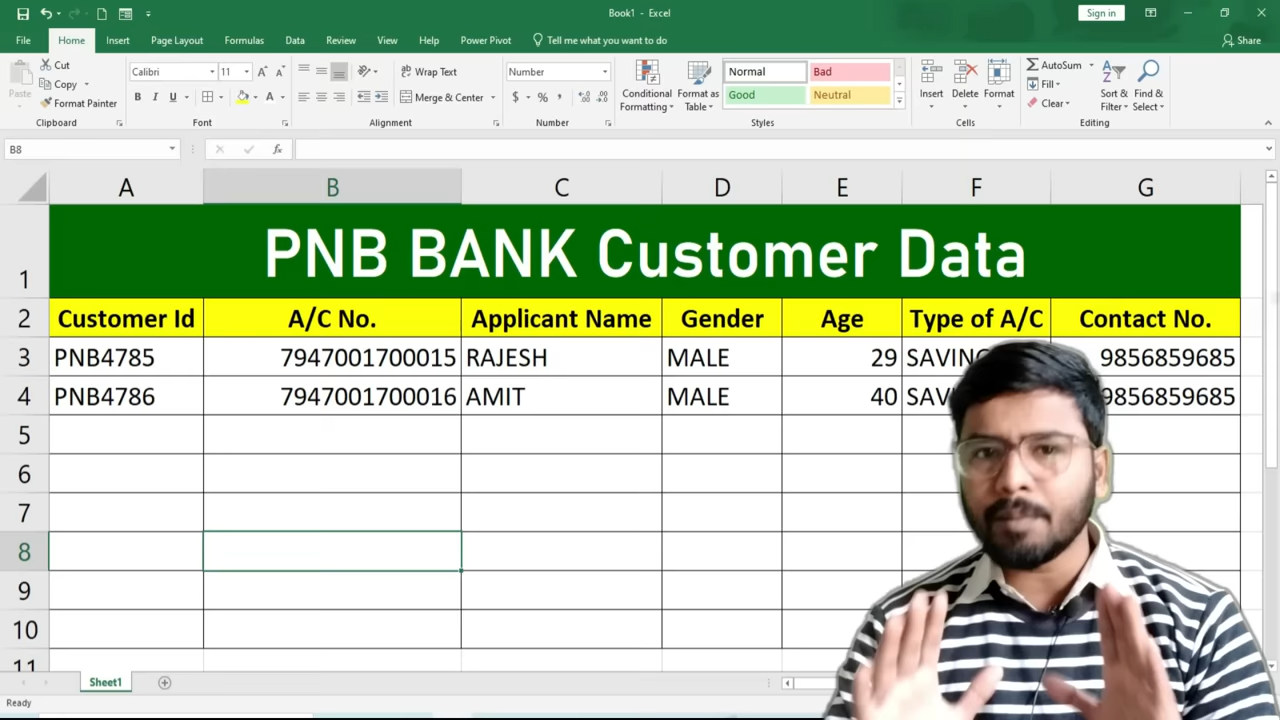 Book1 - Excel
Sign in
File Home Insert Page Layout Formulas Data Review View Help Power Pivot Tell me what you want to do Share
Paste
Cut
Copy
Format Painter
Clipboard
Calibri 11
B I U
Font
Wrap Text
Merge & Center
Alignment
Number
$ % ,
Number
Conditional Formatting
Format as Table
Normal Bad
Good Neutral
Styles
Insert Delete Format
Cells
AutoSum
Fill
Clear
Sort & Filter
Find & Select
Editing
B8 fx
A B C D E F G
1 PNB BANK Customer Data
2 Customer Id A/C No. Applicant Name Gender Age Type of A/C Contact No.
3 PNB4785 7947001700015 RAJESH MALE 29 9856859685
4 PNB4786 7947001700016 AMIT MALE 40 9856859685
5
6
7
8
9
10
11
Sheet1
Ready